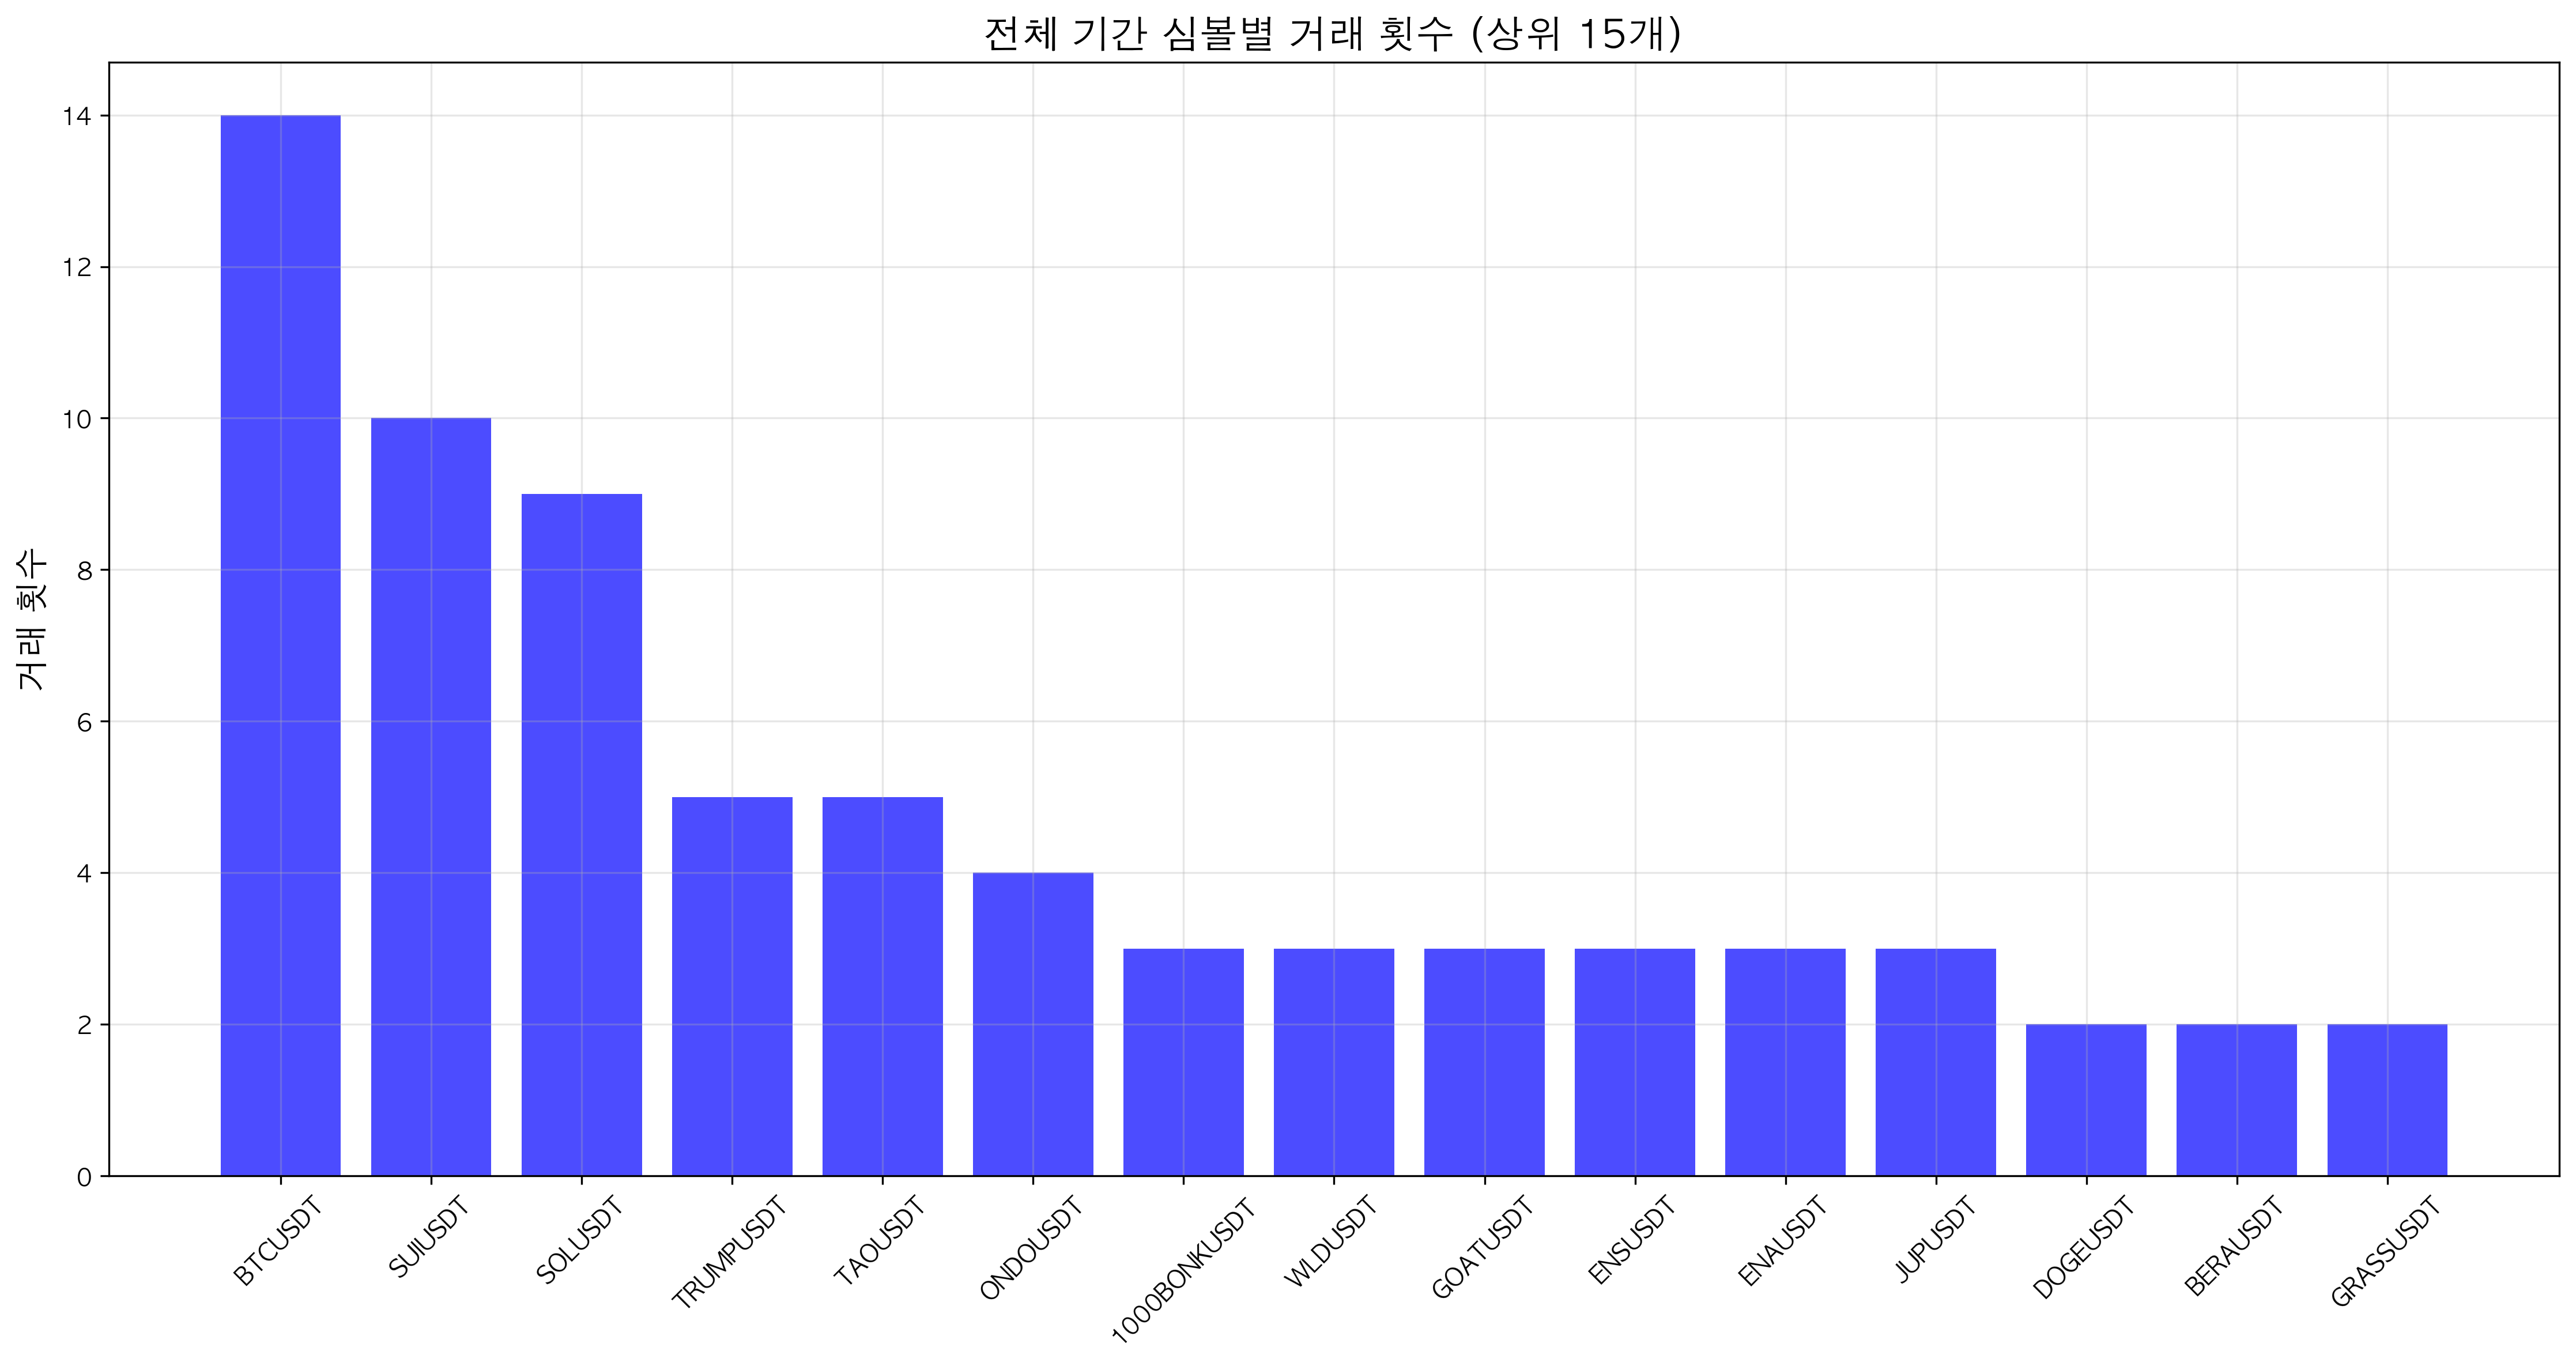 전체 기간 심볼별 거래 횟수 (상위 15개)
거래 횟수
14
12
10
8
6
4
2
0
BTCUSDT
SUIUSDT
SOLUSDT
TRUMPUSDT
TAOUSDT
ONDOUSDT
1000BONKUSDT
WLDUSDT
GOATUSDT
ENSUSDT
ENAUSDT
JUPUSDT
DOGEUSDT
BERAUSDT
GRASSUSDT